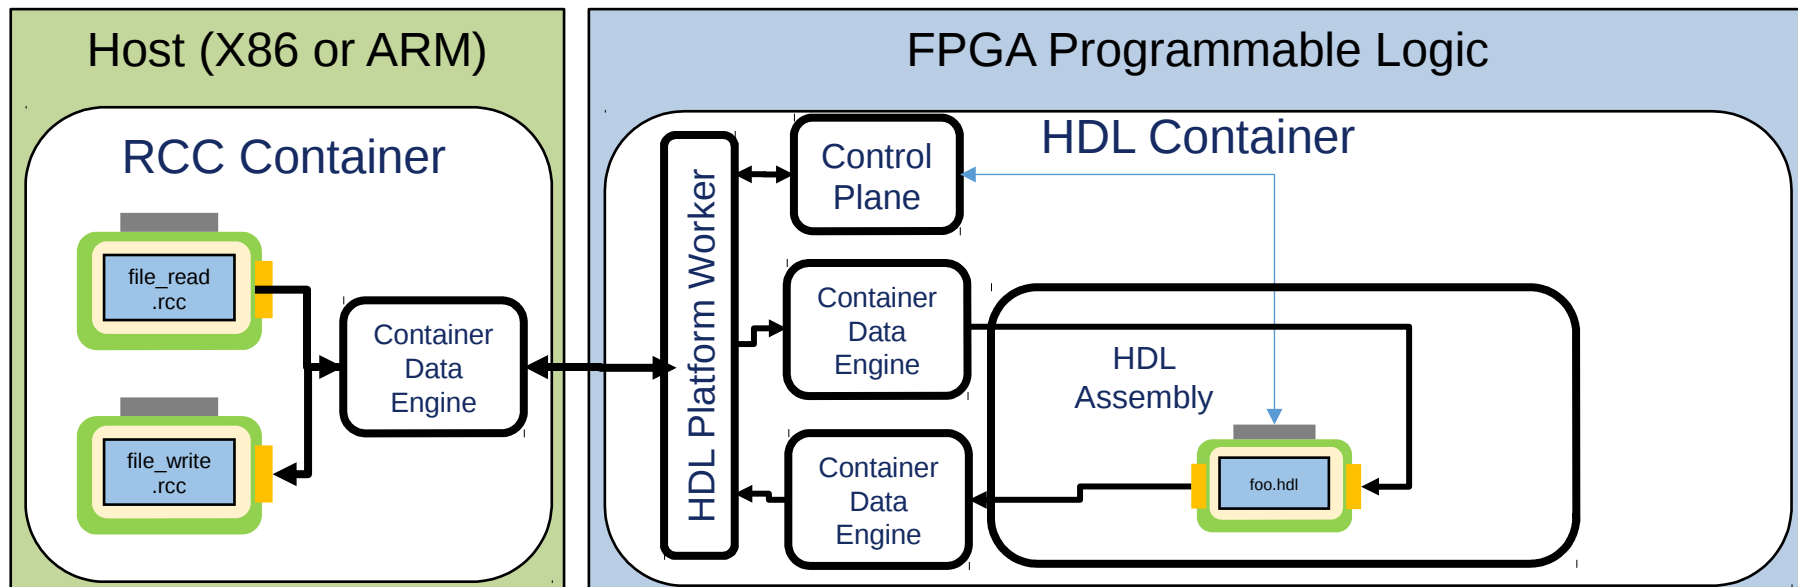 Host (X86 or ARM)
RCC Container
file_read
.rcc
file_write
.rcc
Container
Data
Engine
FPGA Programmable Logic
HDL Container
HDL Platform Worker
Control
Plane
Container
Data
Engine
Container
Data
Engine
HDL
Assembly
foo.hdl